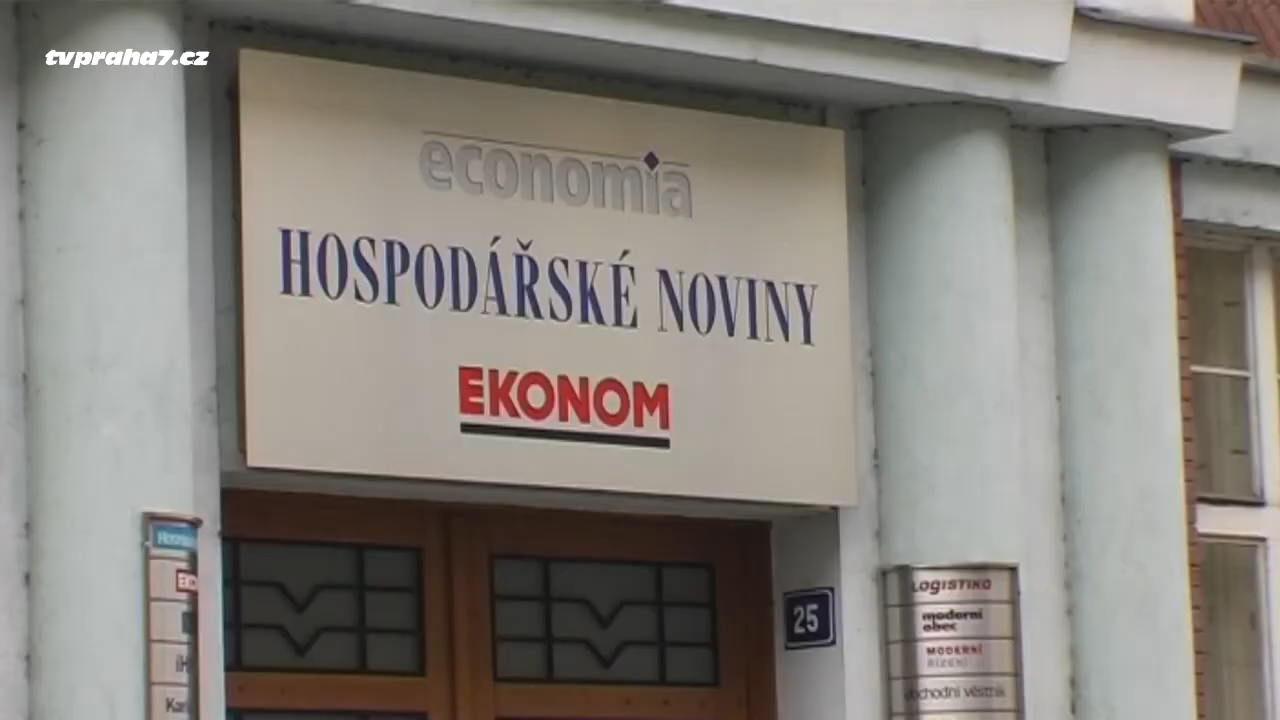 tvpraha7.cz
economia
HOSPODÁŘSKÉ NOVINY
EKONOM
25
LOGISTIKA
moderní
obec
MODERNÍ
ŘÍZENÍ
obchodní věstník